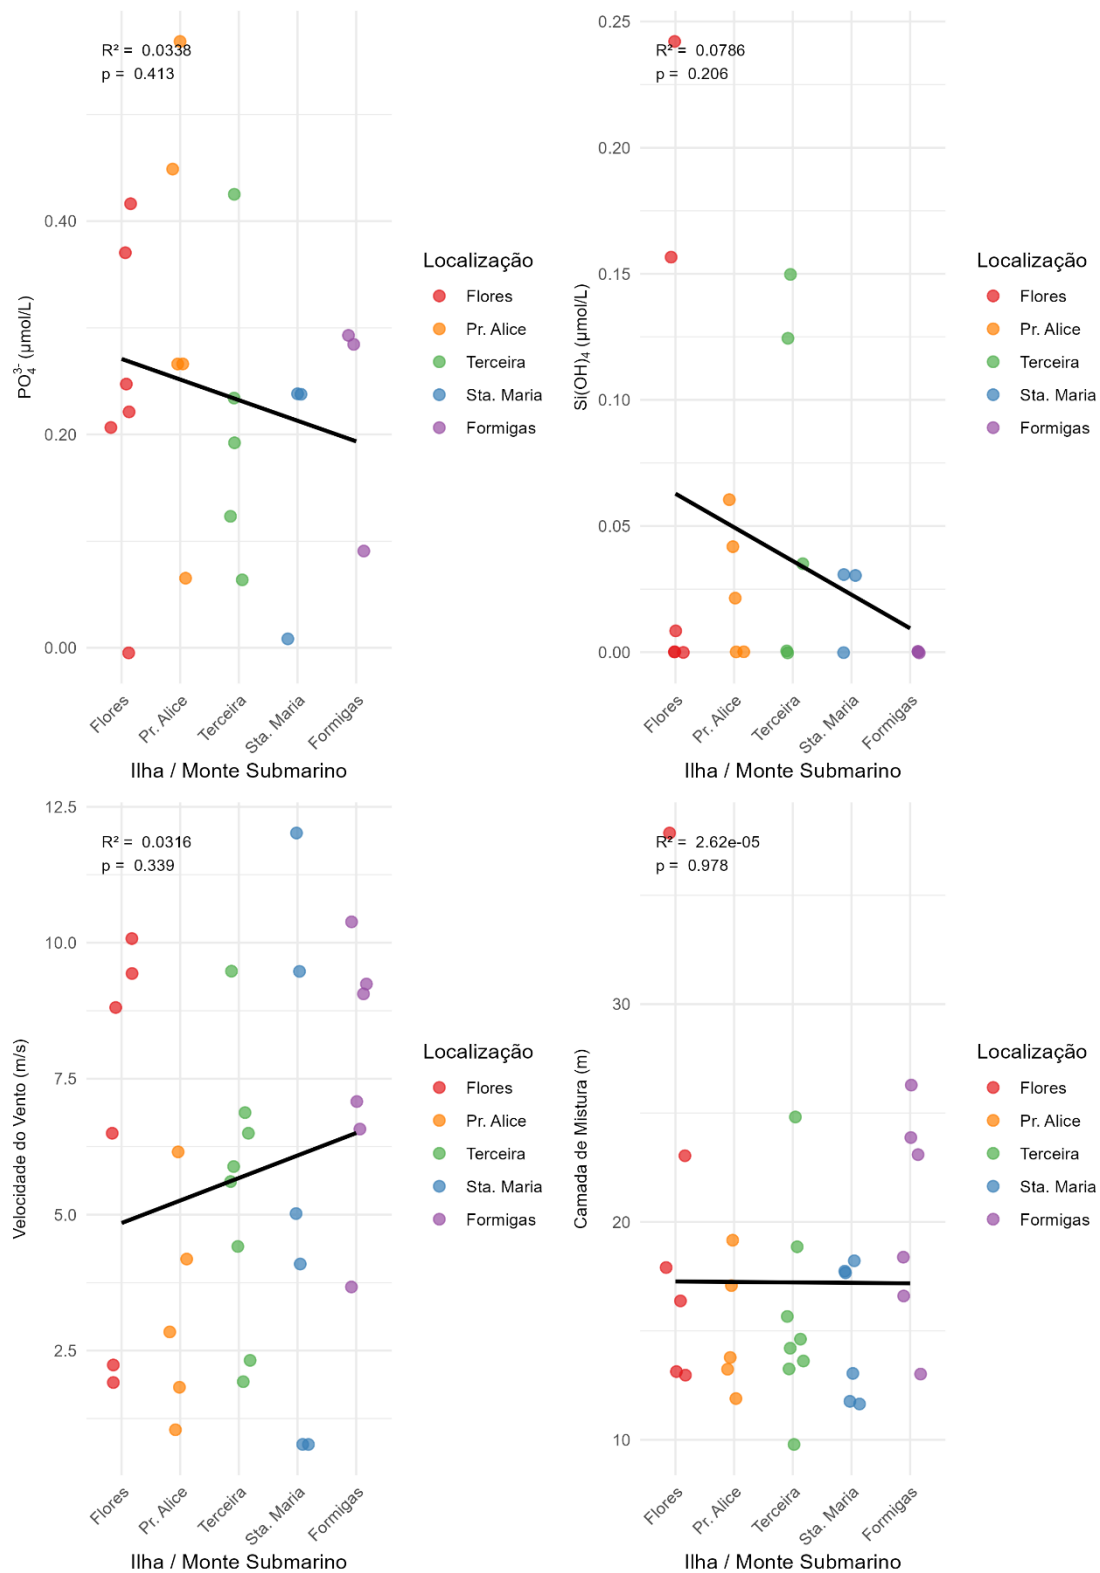 R² = 0.0338
p = 0.413
0.40
0.20
0.00
PO₄³⁻ (µmol/L)
Flores
Pr. Alice
Terceira
Sta. Maria
Formigas
Ilha / Monte Submarino
Localização
Flores
Pr. Alice
Terceira
Sta. Maria
Formigas
R² = 0.0786
p = 0.206
0.25
0.20
0.15
0.10
0.05
0.00
Si(OH)₄ (µmol/L)
Flores
Pr. Alice
Terceira
Sta. Maria
Formigas
Ilha / Monte Submarino
Localização
Flores
Pr. Alice
Terceira
Sta. Maria
Formigas
R² = 0.0316
p = 0.339
12.5
10.0
7.5
5.0
2.5
Velocidade do Vento (m/s)
Flores
Pr. Alice
Terceira
Sta. Maria
Formigas
Ilha / Monte Submarino
Localização
Flores
Pr. Alice
Terceira
Sta. Maria
Formigas
R² = 2.62e-05
p = 0.978
30
20
10
Camada de Mistura (m)
Flores
Pr. Alice
Terceira
Sta. Maria
Formigas
Ilha / Monte Submarino
Localização
Flores
Pr. Alice
Terceira
Sta. Maria
Formigas